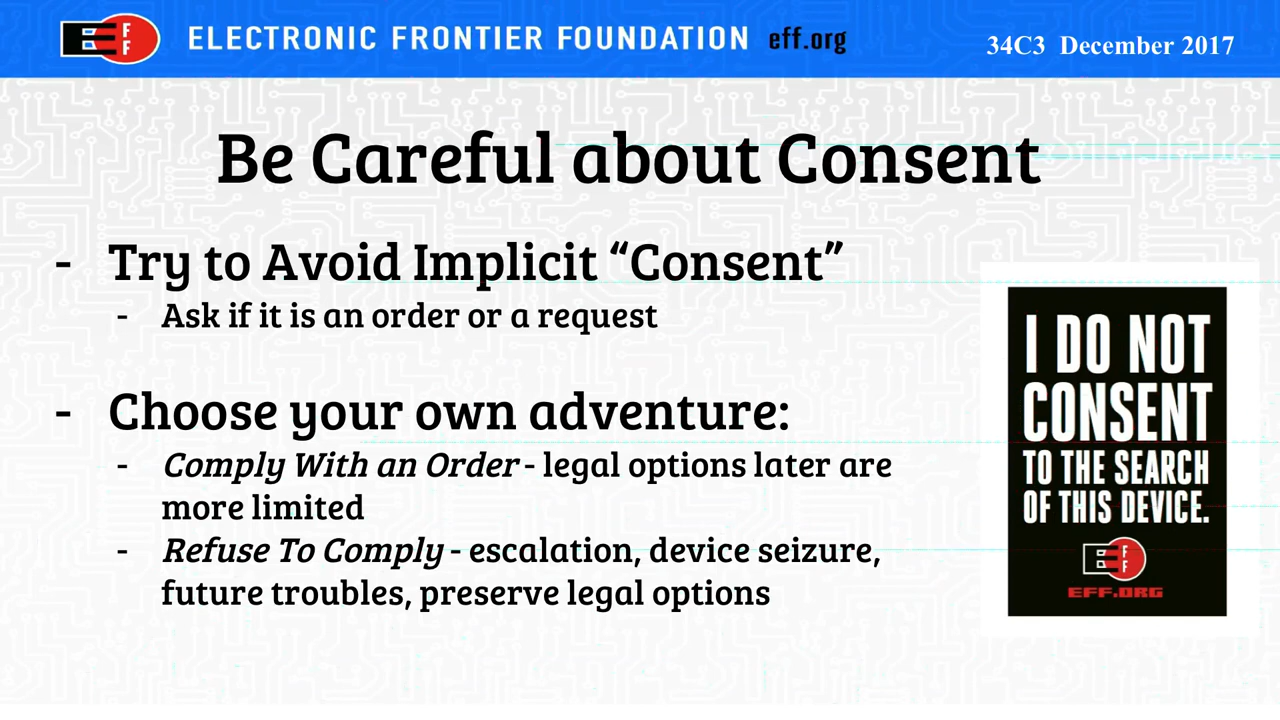 EFF ELECTRONIC FRONTIER FOUNDATION eff.org 34C3 December 2017
Be Careful about Consent
- Try to Avoid Implicit “Consent”
- Ask if it is an order or a request
- Choose your own adventure:
- Comply With an Order - legal options later are
more limited
- Refuse To Comply - escalation, device seizure,
future troubles, preserve legal options
I DO NOT
CONSENT
TO THE SEARCH
OF THIS DEVICE.
EFF
EFF.ORG